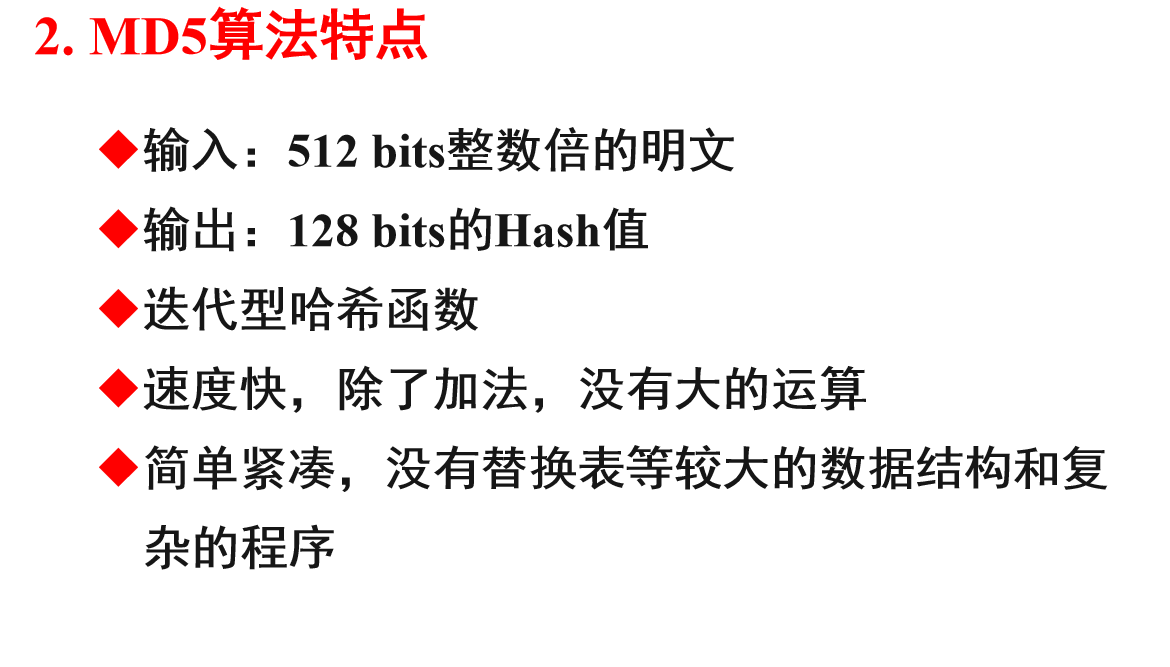 2. MD5算法特点
◆输入：512 bits整数倍的明文
◆输出：128 bits的Hash值
◆迭代型哈希函数
◆速度快，除了加法，没有大的运算
◆简单紧凑，没有替换表等较大的数据结构和复
杂的程序